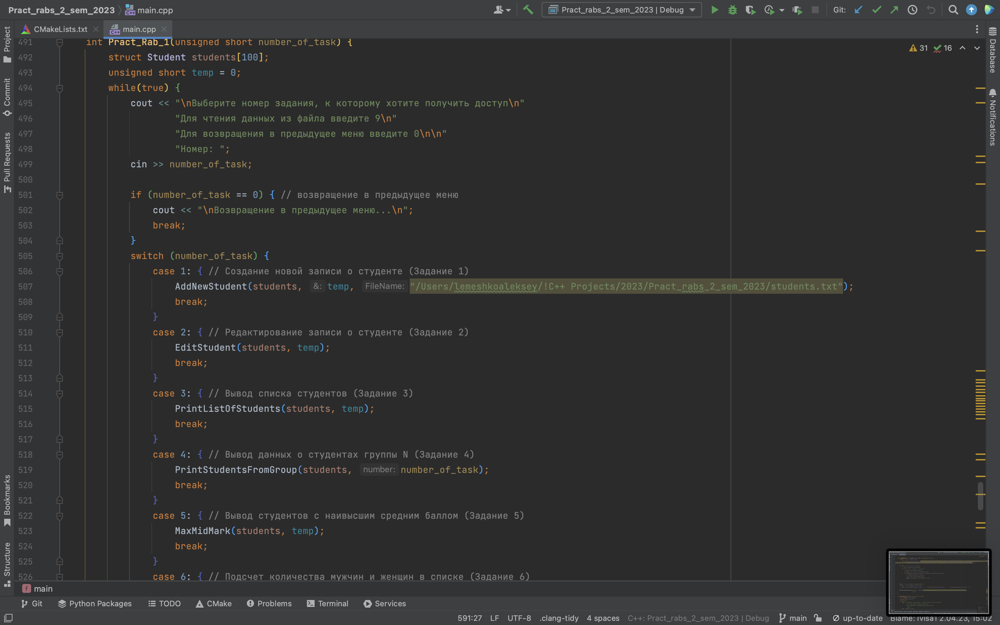 Pract_rabs_2_sem_2023 main.cpp
Pract_rabs_2_sem_2023 | Debug
Git:
CMakeLists.txt
main.cpp
31 16
Project
Commit
Pull Requests
Bookmarks
Structure
Database
Notifications
491 int Pract_Rab_1(unsigned short number_of_task) {
492 struct Student students[100];
493 unsigned short temp = 0;
494 while(true) {
495 cout << "\nВыберите номер задания, к которому хотите получить доступ\n"
496 "Для чтения данных из файла введите 9\n"
497 "Для возвращения в предыдущее меню введите 0\n\n"
498 "Номер: ";
499 cin >> number_of_task;
500
501 if (number_of_task == 0) { // возвращение в предыдущее меню
502 cout << "\nВозвращение в предыдущее меню...\n";
503 break;
504 }
505 switch (number_of_task) {
506 case 1: { // Создание новой записи о студенте (Задание 1)
507 AddNewStudent(students, &: temp, FileName: "/Users/lemeshkoaleksey/!C++ Projects/2023/Pract_rabs_2_sem_2023/students.txt");
508 break;
509 }
510 case 2: { // Редактирование записи о студенте (Задание 2)
511 EditStudent(students, temp);
512 break;
513 }
514 case 3: { // Вывод списка студентов (Задание 3)
515 PrintListOfStudents(students, temp);
516 break;
517 }
518 case 4: { // Вывод данных о студентах группы N (Задание 4)
519 PrintStudentsFromGroup(students, number: number_of_task);
520 break;
521 }
522 case 5: { // Вывод студентов с наивысшим средним баллом (Задание 5)
523 MaxMidMark(students, temp);
524 break;
525 }
526 case 6: { // Подсчет количества мужчин и женщин в списке (Задание 6)
f main
Git Python Packages TODO CMake Problems Terminal Services
591:27 LF UTF-8 .clang-tidy 4 spaces C++: Pract_rabs_2_sem_2023 | Debug main up-to-date Blame: 2.04.23, 15:02